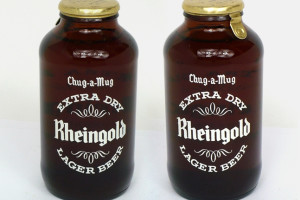 Chug-a-Mug
EXTRA DRY
Rheingold
LAGER BEER
Chug-a-Mug
EXTRA DRY
Rheingold
LAGER BEER